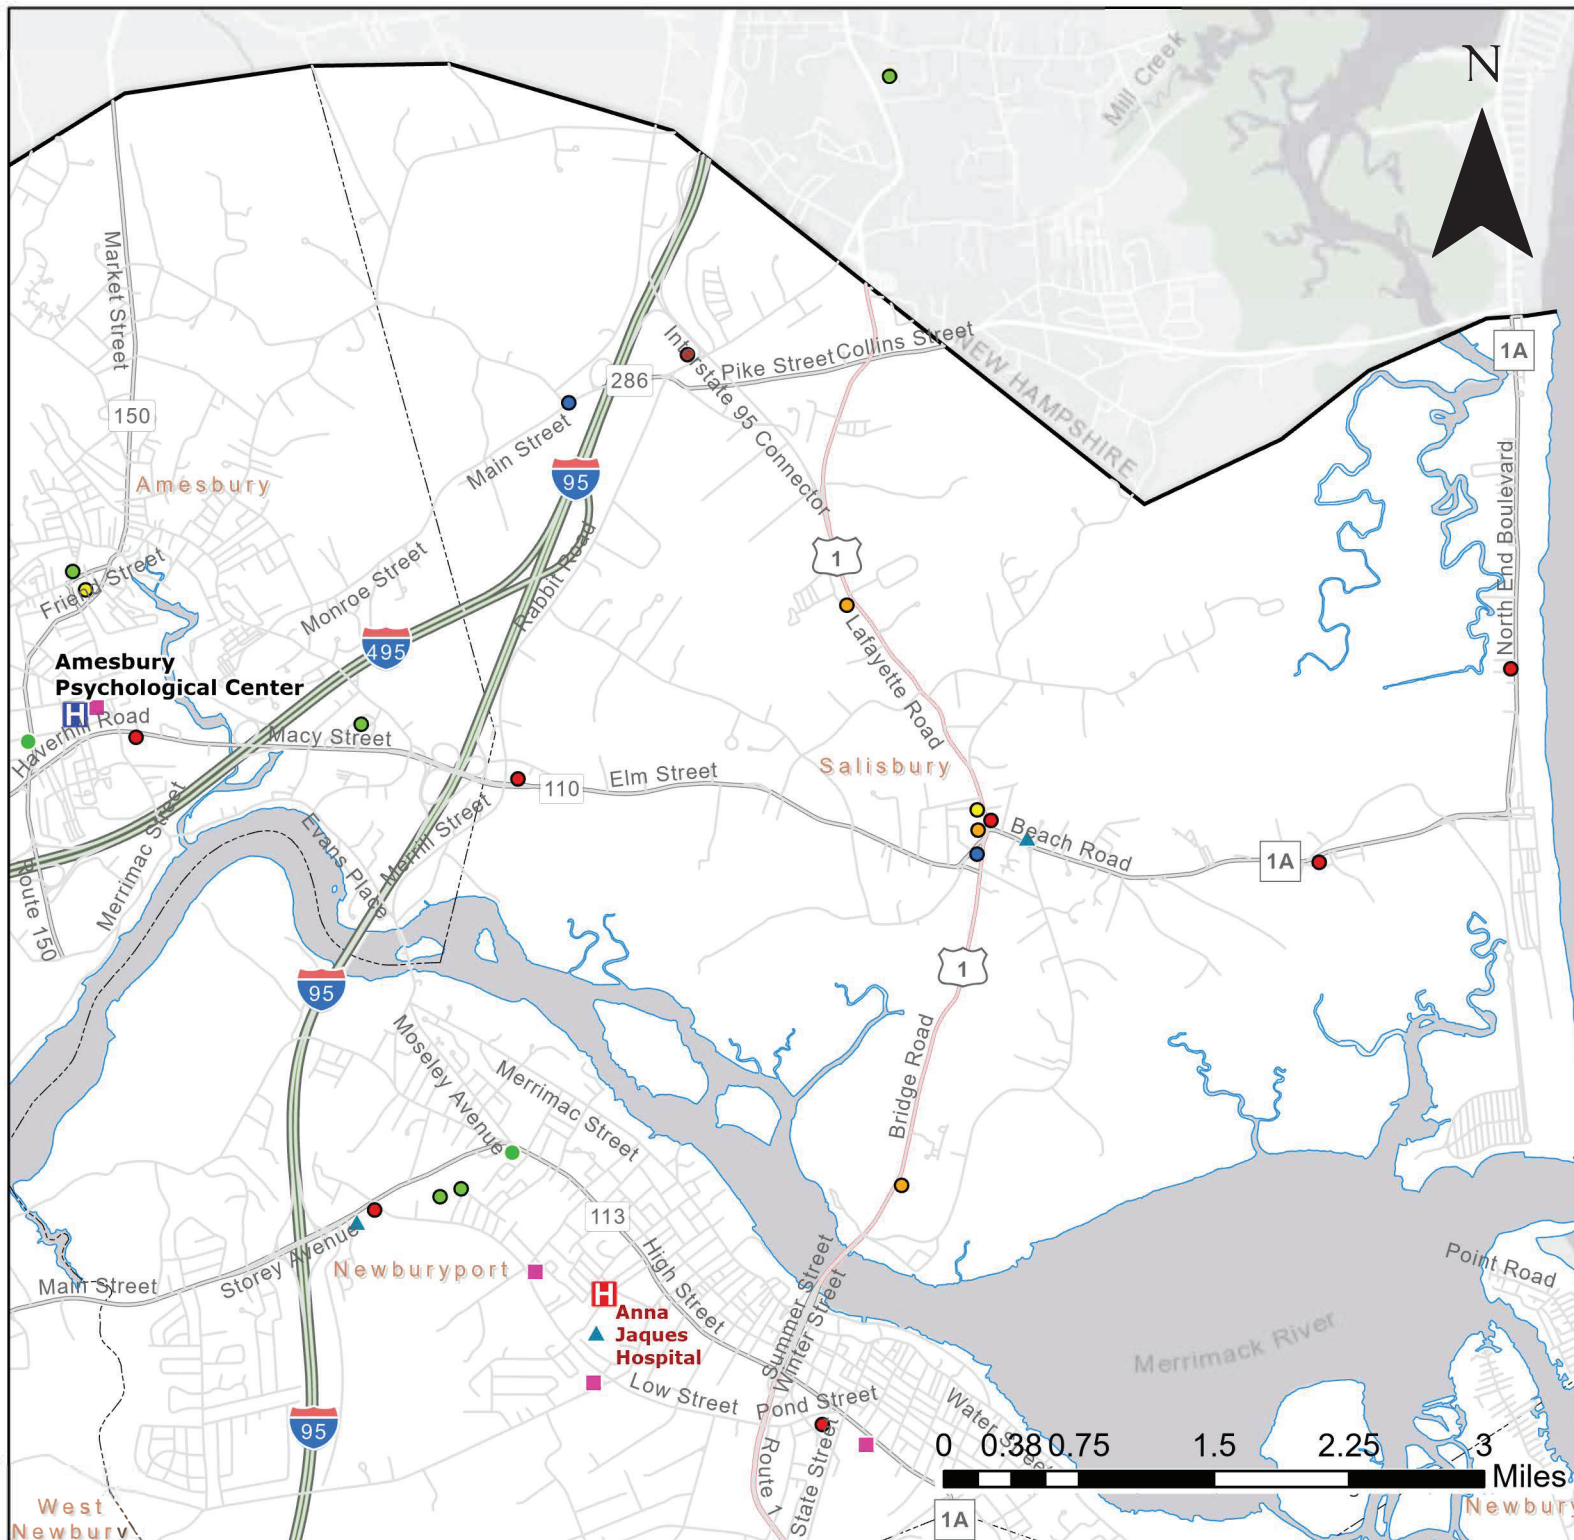 N
Mill Creek
1A
Market Street
Interstate 95 Connector
Pike Street
Collins Street
NEW HAMPSHIRE
286
150
Main Street
95
Amesbury
North End Boulevard
1
Rabbit Road
Monroe Street
Friend Street
495
Lafayette Road
Amesbury
Psychological Center
H
Haverhill Road
Macy Street
Salisbury
110
Elm Street
Merrimac Street
Evans Place
Merrill Street
Beach Road
1A
Route 150
95
1
Moseley Avenue
Merrimac Street
Bridge Road
113
Storey Avenue
Main Street
Newburyport
High Street
Summer Street
Winter Street
Point Road
H
Anna
Jaques
Hospital
Merrimack River
Low Street
Pond Street
Water Street
95
Route 1
State Street
0 0.38 0.75 1.5 2.25 3
Miles
1A
West
Newbury
Newbury